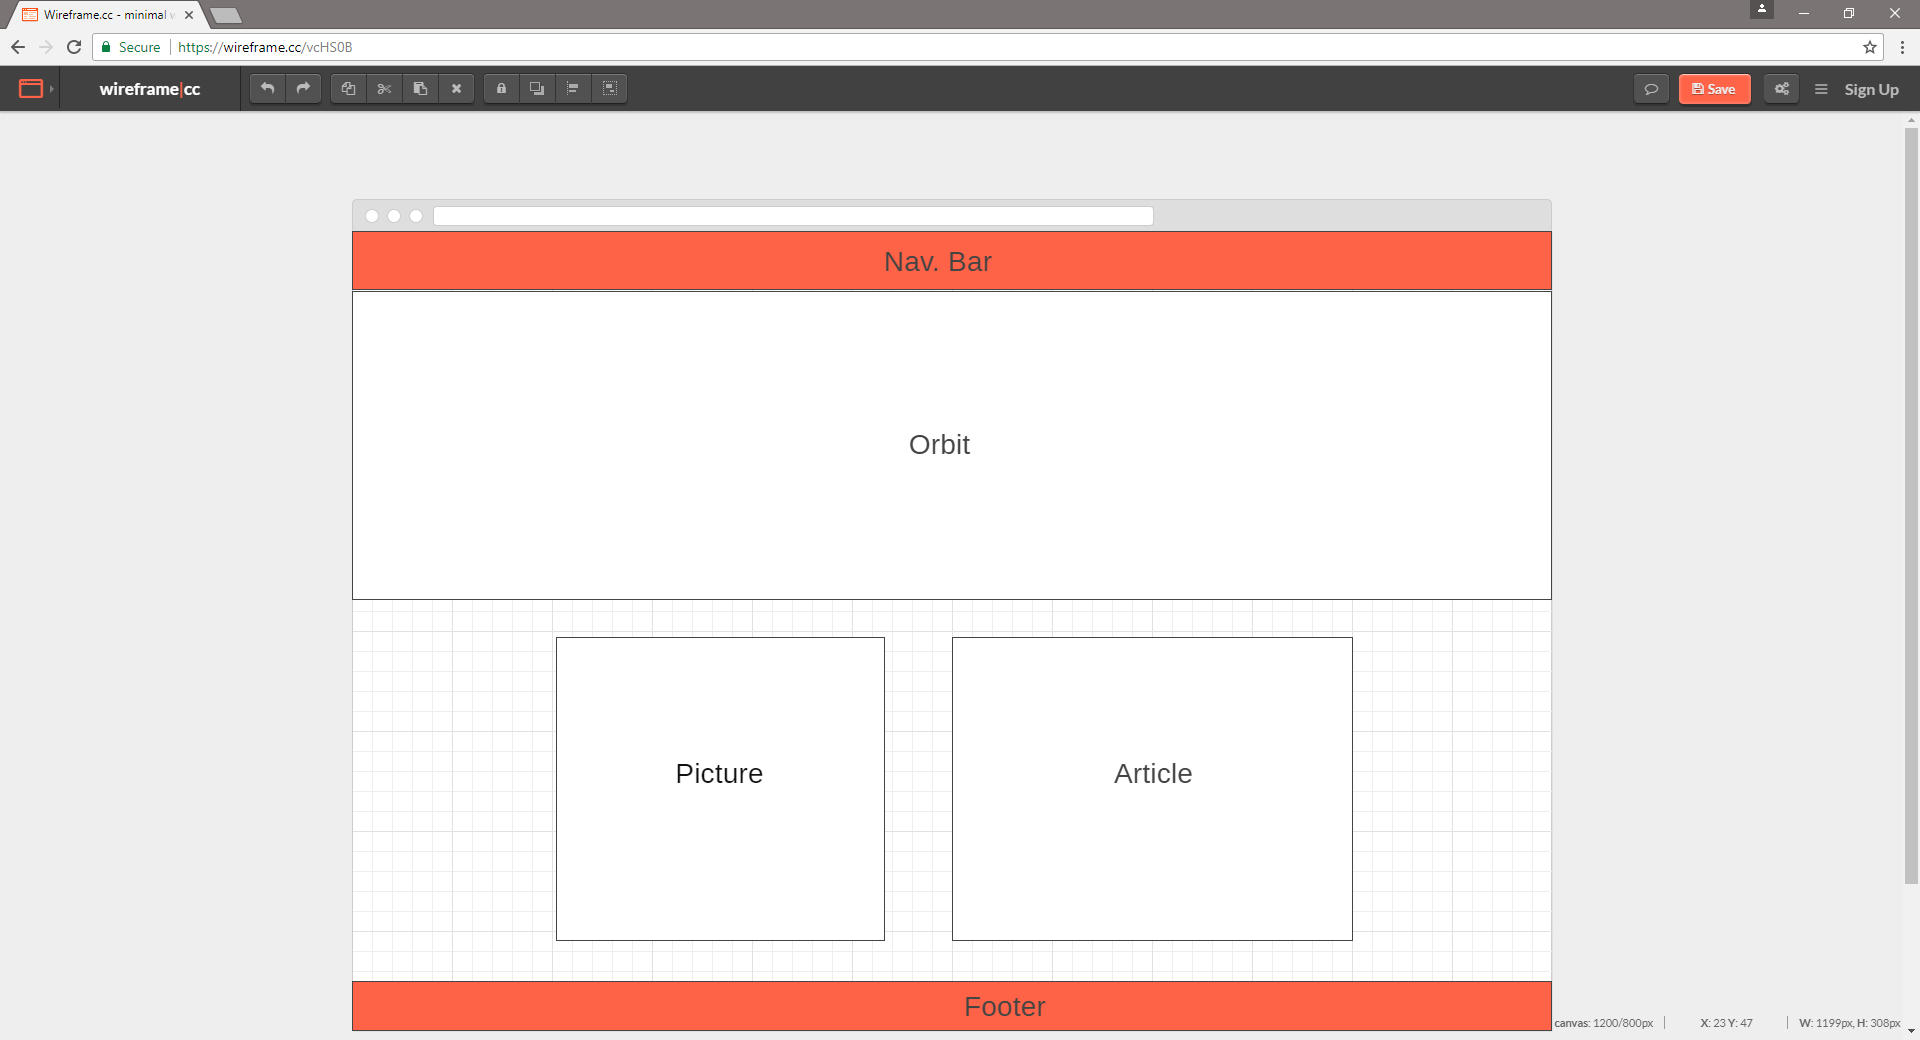 Wireframe.cc - minimal
Secure https://wireframe.cc/vcHS0B
wireframe|cc
Save
Sign Up
Nav. Bar
Orbit
Picture
Article
Footer
canvas: 1200/800px
X: 23 Y: 47
W: 1199px, H: 308px